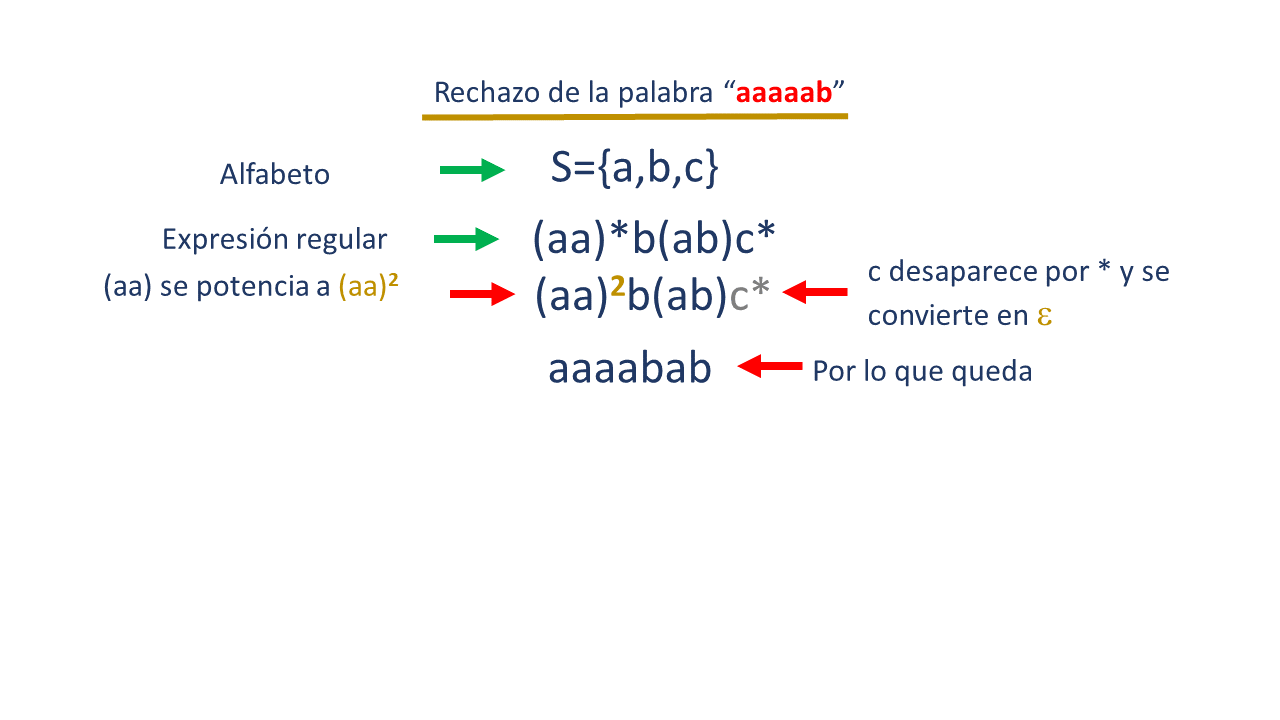 Rechazo de la palabra “aaaaab”
Alfabeto
S={a,b,c}
Expresión regular
(aa)*b(ab)c*
(aa) se potencia a (aa)²
(aa)²b(ab)c*
c desaparece por * y se
convierte en ε
aaaabab
Por lo que queda